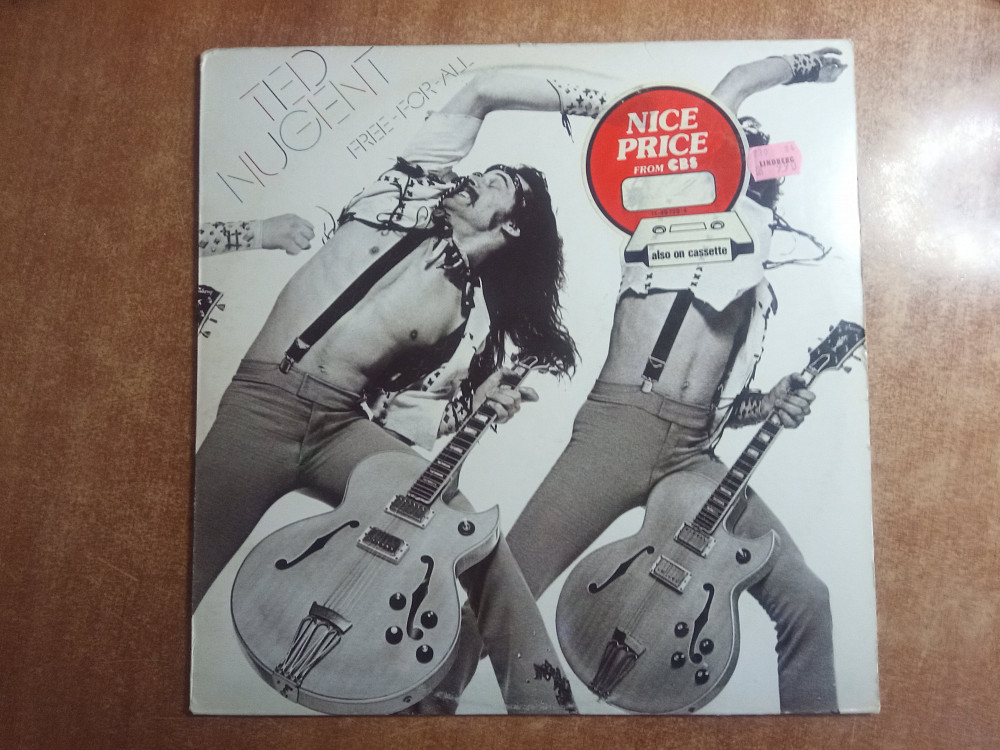 TED
NUGENT
FREE-FOR-ALL
NICE
PRICE
FROM CBS
also on cassette
LINDBERG